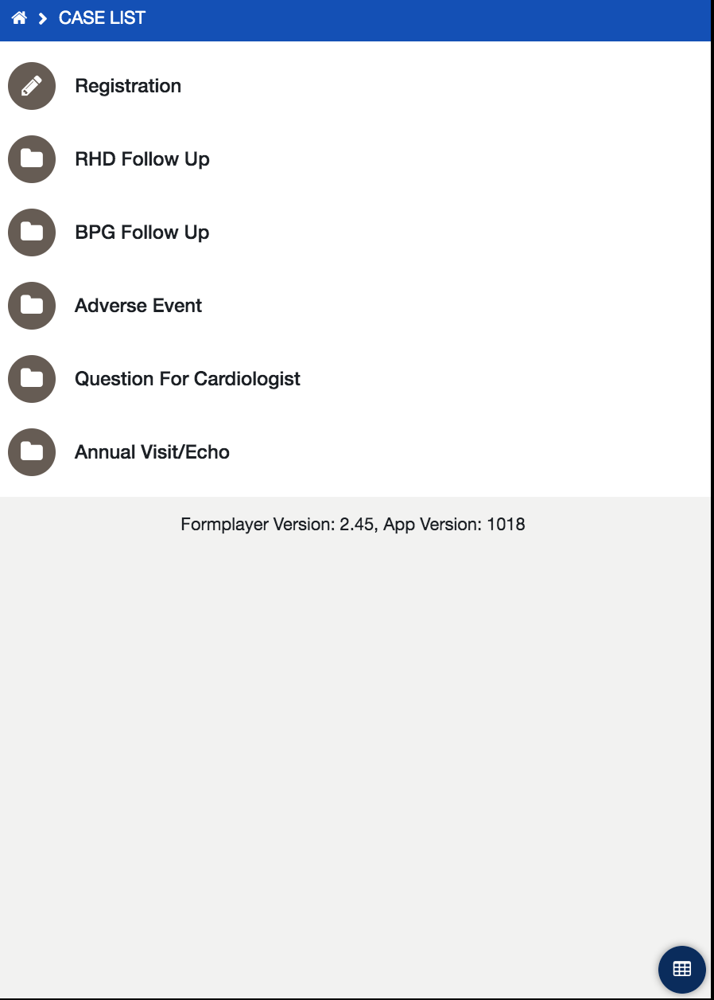 CASE LIST
Registration
RHD Follow Up
BPG Follow Up
Adverse Event
Question For Cardiologist
Annual Visit/Echo
Formplayer Version: 2.45, App Version: 1018